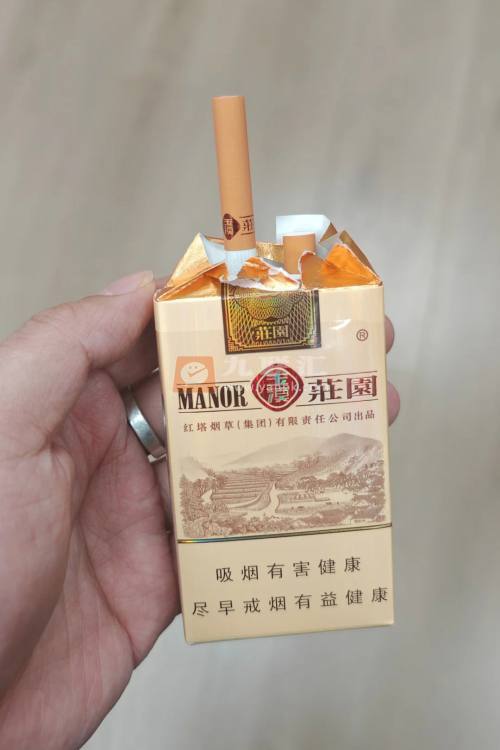 莊園
®
MANOR 莊園
红塔烟草(集团)有限责任公司出品
吸烟有害健康
尽早戒烟有益健康